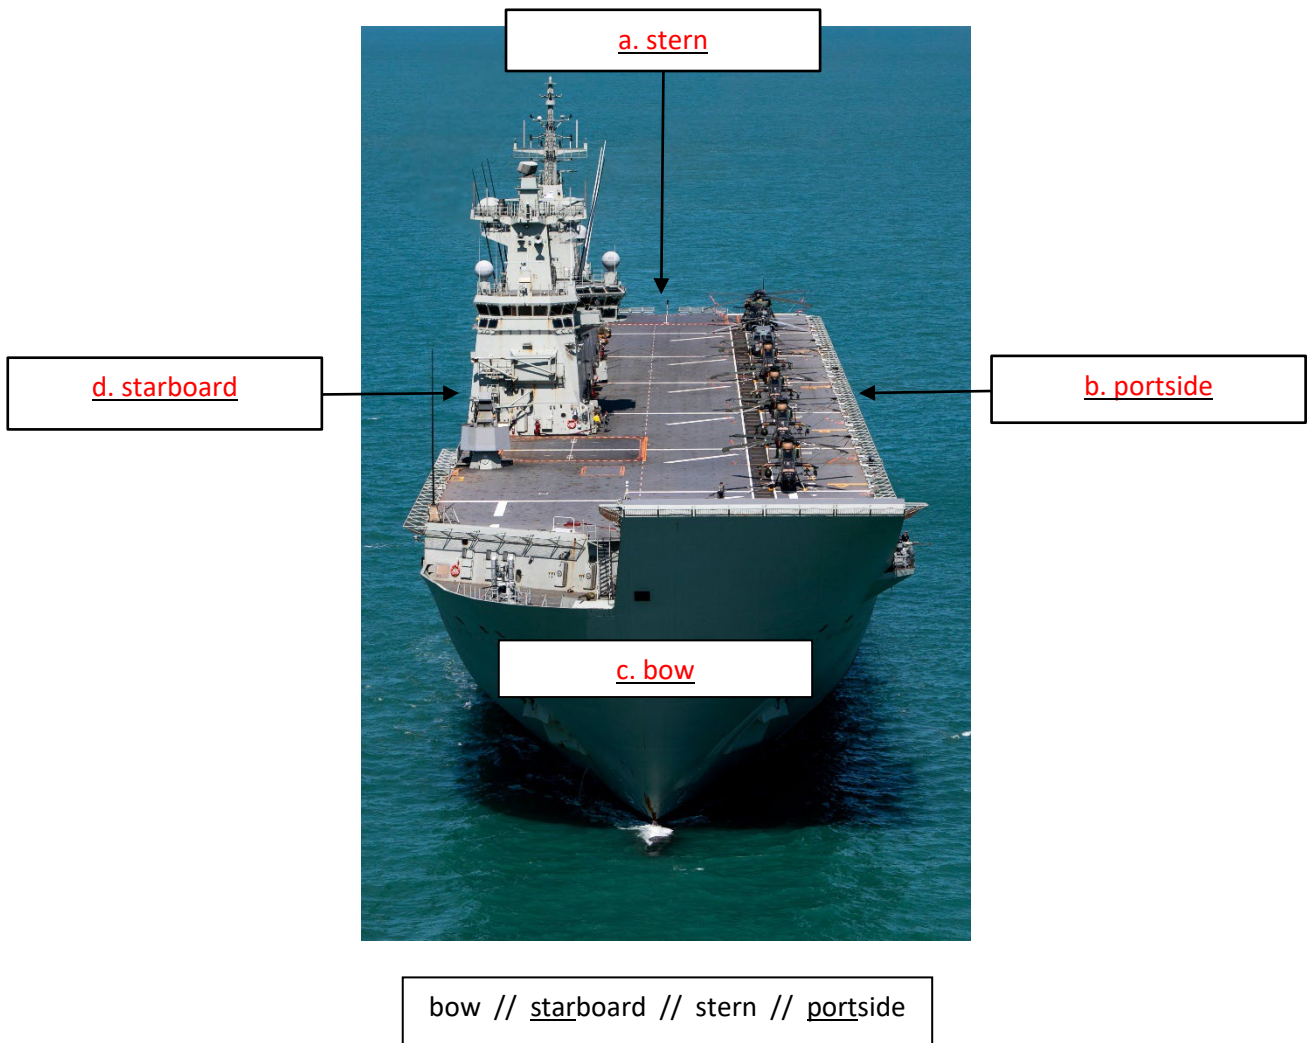 a. stern
d. starboard
b. portside
c. bow
bow // starboard // stern // portside